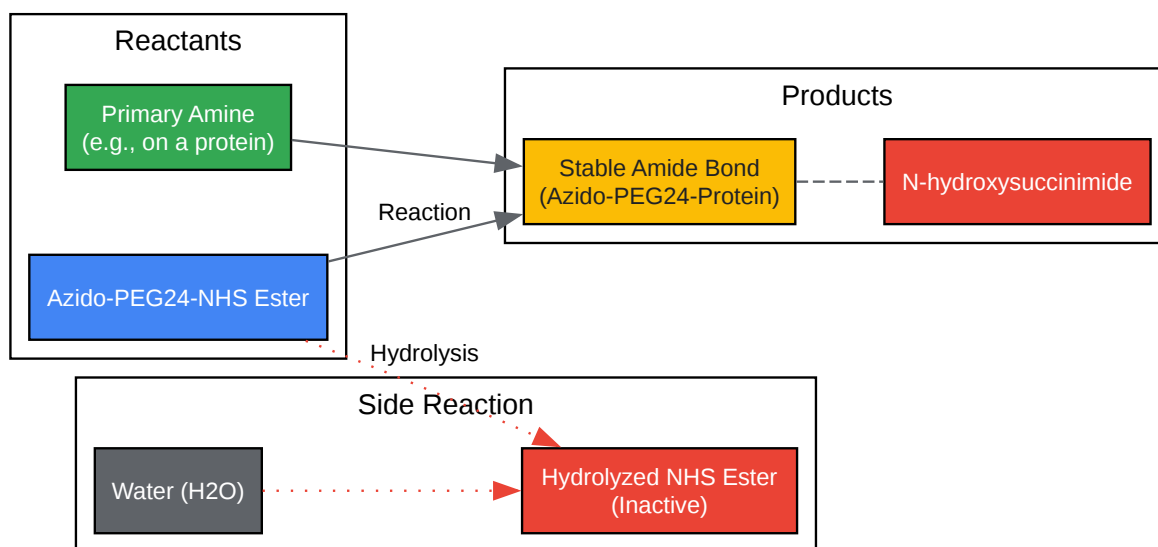 Reactants
Primary Amine
(e.g., on a protein)
Azido-PEG24-NHS Ester
Reaction
Products
Stable Amide Bond
(Azido-PEG24-Protein)
N-hydroxysuccinimide
Hydrolysis
Side Reaction
Water (H2O)
Hydrolyzed NHS Ester
(Inactive)